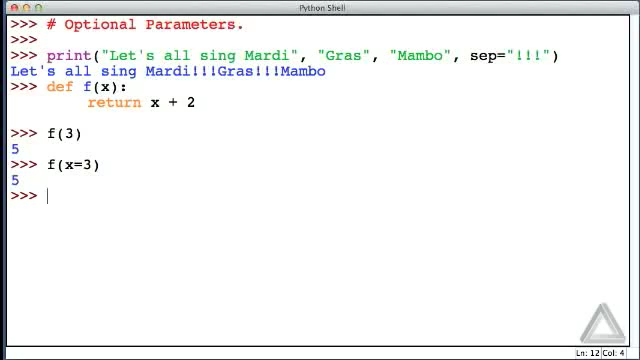 Python Shell
>>> # Optional Parameters.
>>>
>>> print("Let's all sing Mardi", "Gras", "Mambo", sep="!!!")
Let's all sing Mardi!!!Gras!!!Mambo
>>> def f(x):
return x + 2
>>> f(3)
5
>>> f(x=3)
5
>>>
Ln: 12 Col: 4